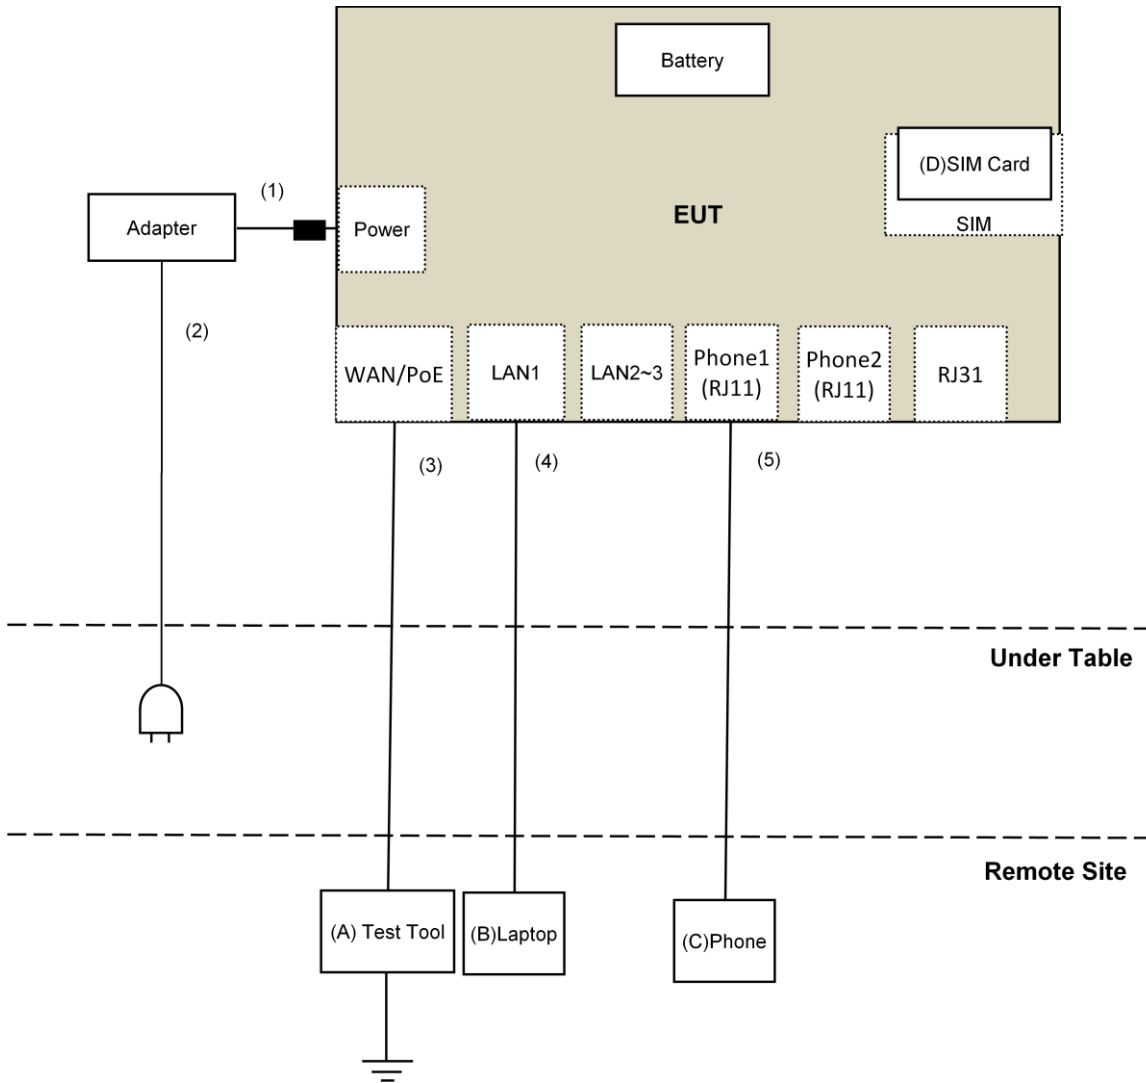 Battery
(D)SIM Card
SIM
EUT
(1)
Adapter
Power
(2)
WAN/PoE
LAN1
LAN2~3
Phone1
(RJ11)
Phone2
(RJ11)
RJ31
(3)
(4)
(5)
Under Table
Remote Site
(A) Test Tool
(B)Laptop
(C)Phone